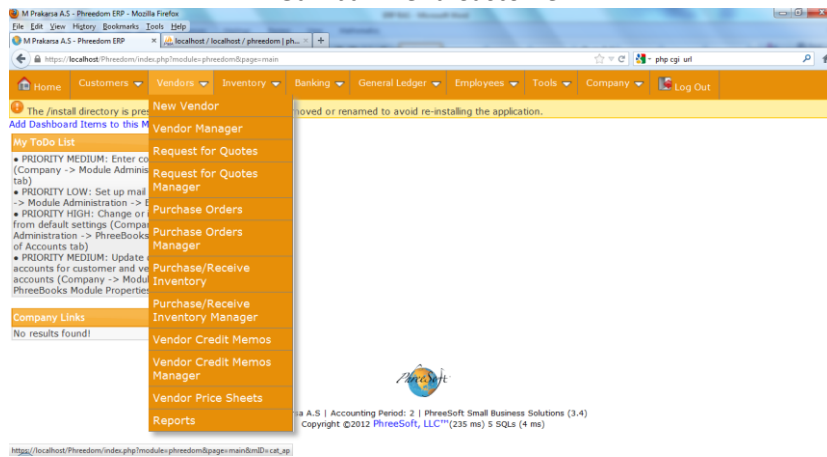 M Prakarsa A.S - Phreedom ERP - Mozilla Firefox
File Edit View History Bookmarks Tools Help
M Prakarsa A.S - Phreedom ERP × localhost / localhost / phreedom | ph... × +
https://localhost/Phreedom/index.php?module=phreedom&page=main php cgi url
Home Customers Vendors Inventory Banking General Ledger Employees Tools Company Log Out
The /install directory is pres
oved or renamed to avoid re-installing the application.
Add Dashboard Items to this M
My ToDo List
• PRIORITY MEDIUM: Enter co
(Company -> Module Adminis
tab)
• PRIORITY LOW: Set up mail
-> Module Administration -> E
• PRIORITY HIGH: Change or
from default settings (Compan
Administration -> PhreeBooks
of Accounts tab)
• PRIORITY MEDIUM: Update
accounts for customer and ve
accounts (Company -> Modul
PhreeBooks Module Properties
Company Links
No results found!
New Vendor
Vendor Manager
Request for Quotes
Request for Quotes
Manager
Purchase Orders
Purchase Orders
Manager
Purchase/Receive
Inventory
Purchase/Receive
Inventory Manager
Vendor Credit Memos
Vendor Credit Memos
Manager
Vendor Price Sheets
Reports
PhreeSoft
sa A.S | Accounting Period: 2 | PhreeSoft Small Business Solutions (3.4)
Copyright ©2012 PhreeSoft, LLC™ (235 ms) 5 SQLs (4 ms)
https://localhost/Phreedom/index.php?module=phreedom&page=main&mID=cat_ap